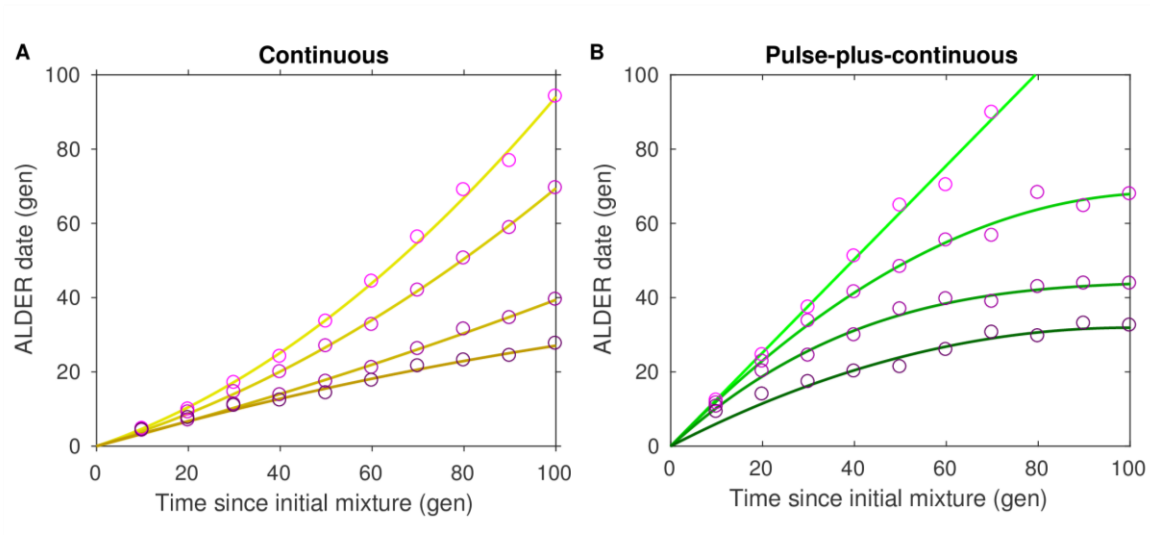 A
Continuous
100
80
60
40
20
0
ALDER date (gen)
0 20 40 60 80 100
Time since initial mixture (gen)
B
Pulse-plus-continuous
100
80
60
40
20
0
ALDER date (gen)
0 20 40 60 80 100
Time since initial mixture (gen)